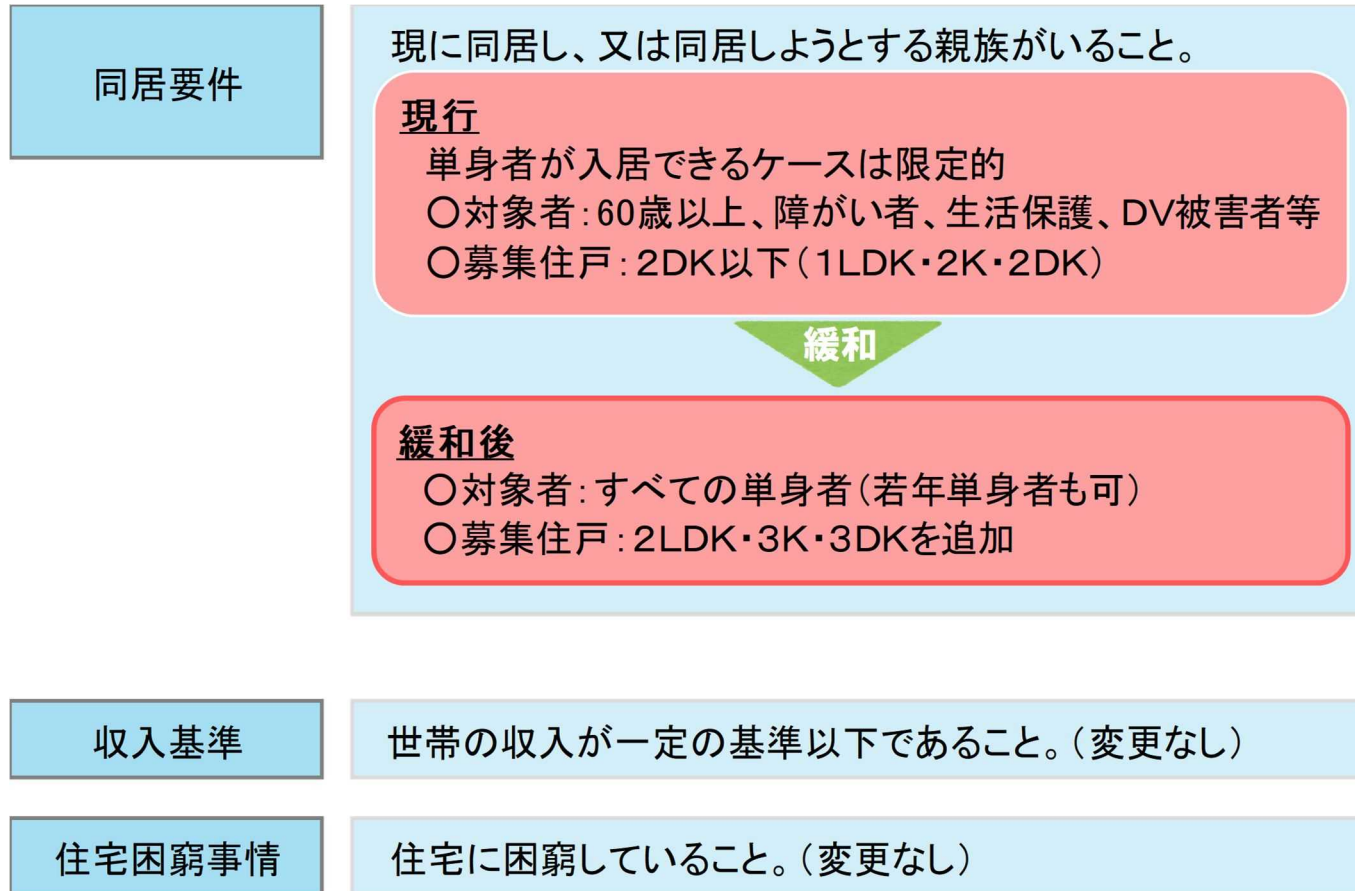 同居要件
現に同居し、又は同居しようとする親族がいること。
現行
単身者が入居できるケースは限定的
〇対象者：60歳以上、障がい者、生活保護、DV被害者等
〇募集住戸：2DK以下（1LDK・2K・2DK）
緩和
緩和後
〇対象者：すべての単身者（若年単身者も可）
〇募集住戸：2LDK・3K・3DKを追加
収入基準
世帯の収入が一定の基準以下であること。（変更なし）
住宅困窮事情
住宅に困窮していること。（変更なし）